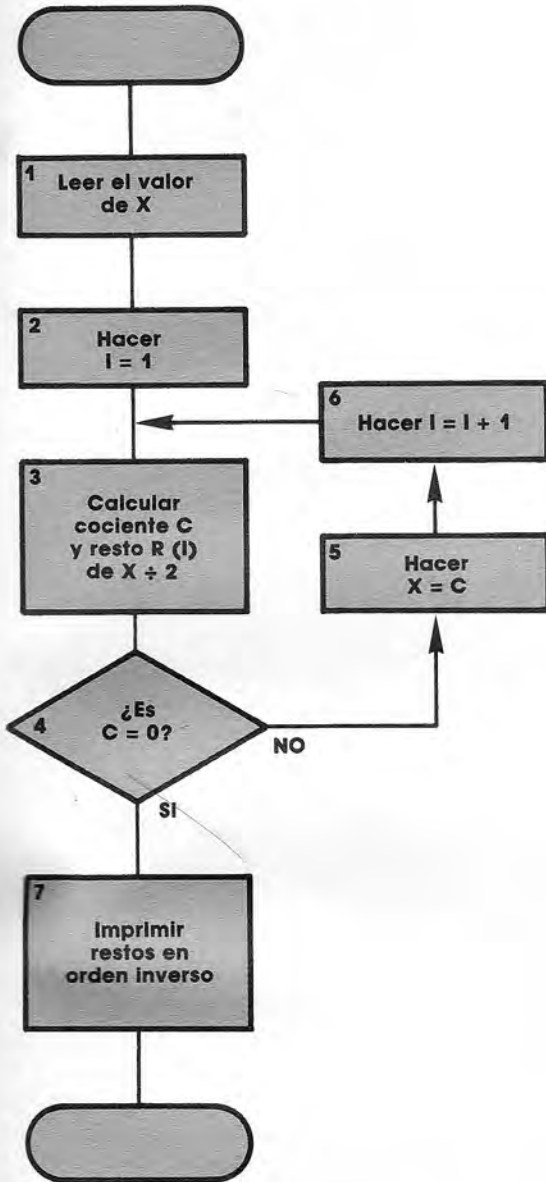 1
Leer el valor
de X
2
Hacer
I = 1
6
Hacer I = I + 1
3
Calcular
cociente C
y resto R (I)
de X ÷ 2
5
Hacer
X = C
4
¿Es
C = 0?
NO
SI
7
Imprimir
restos en
orden inverso